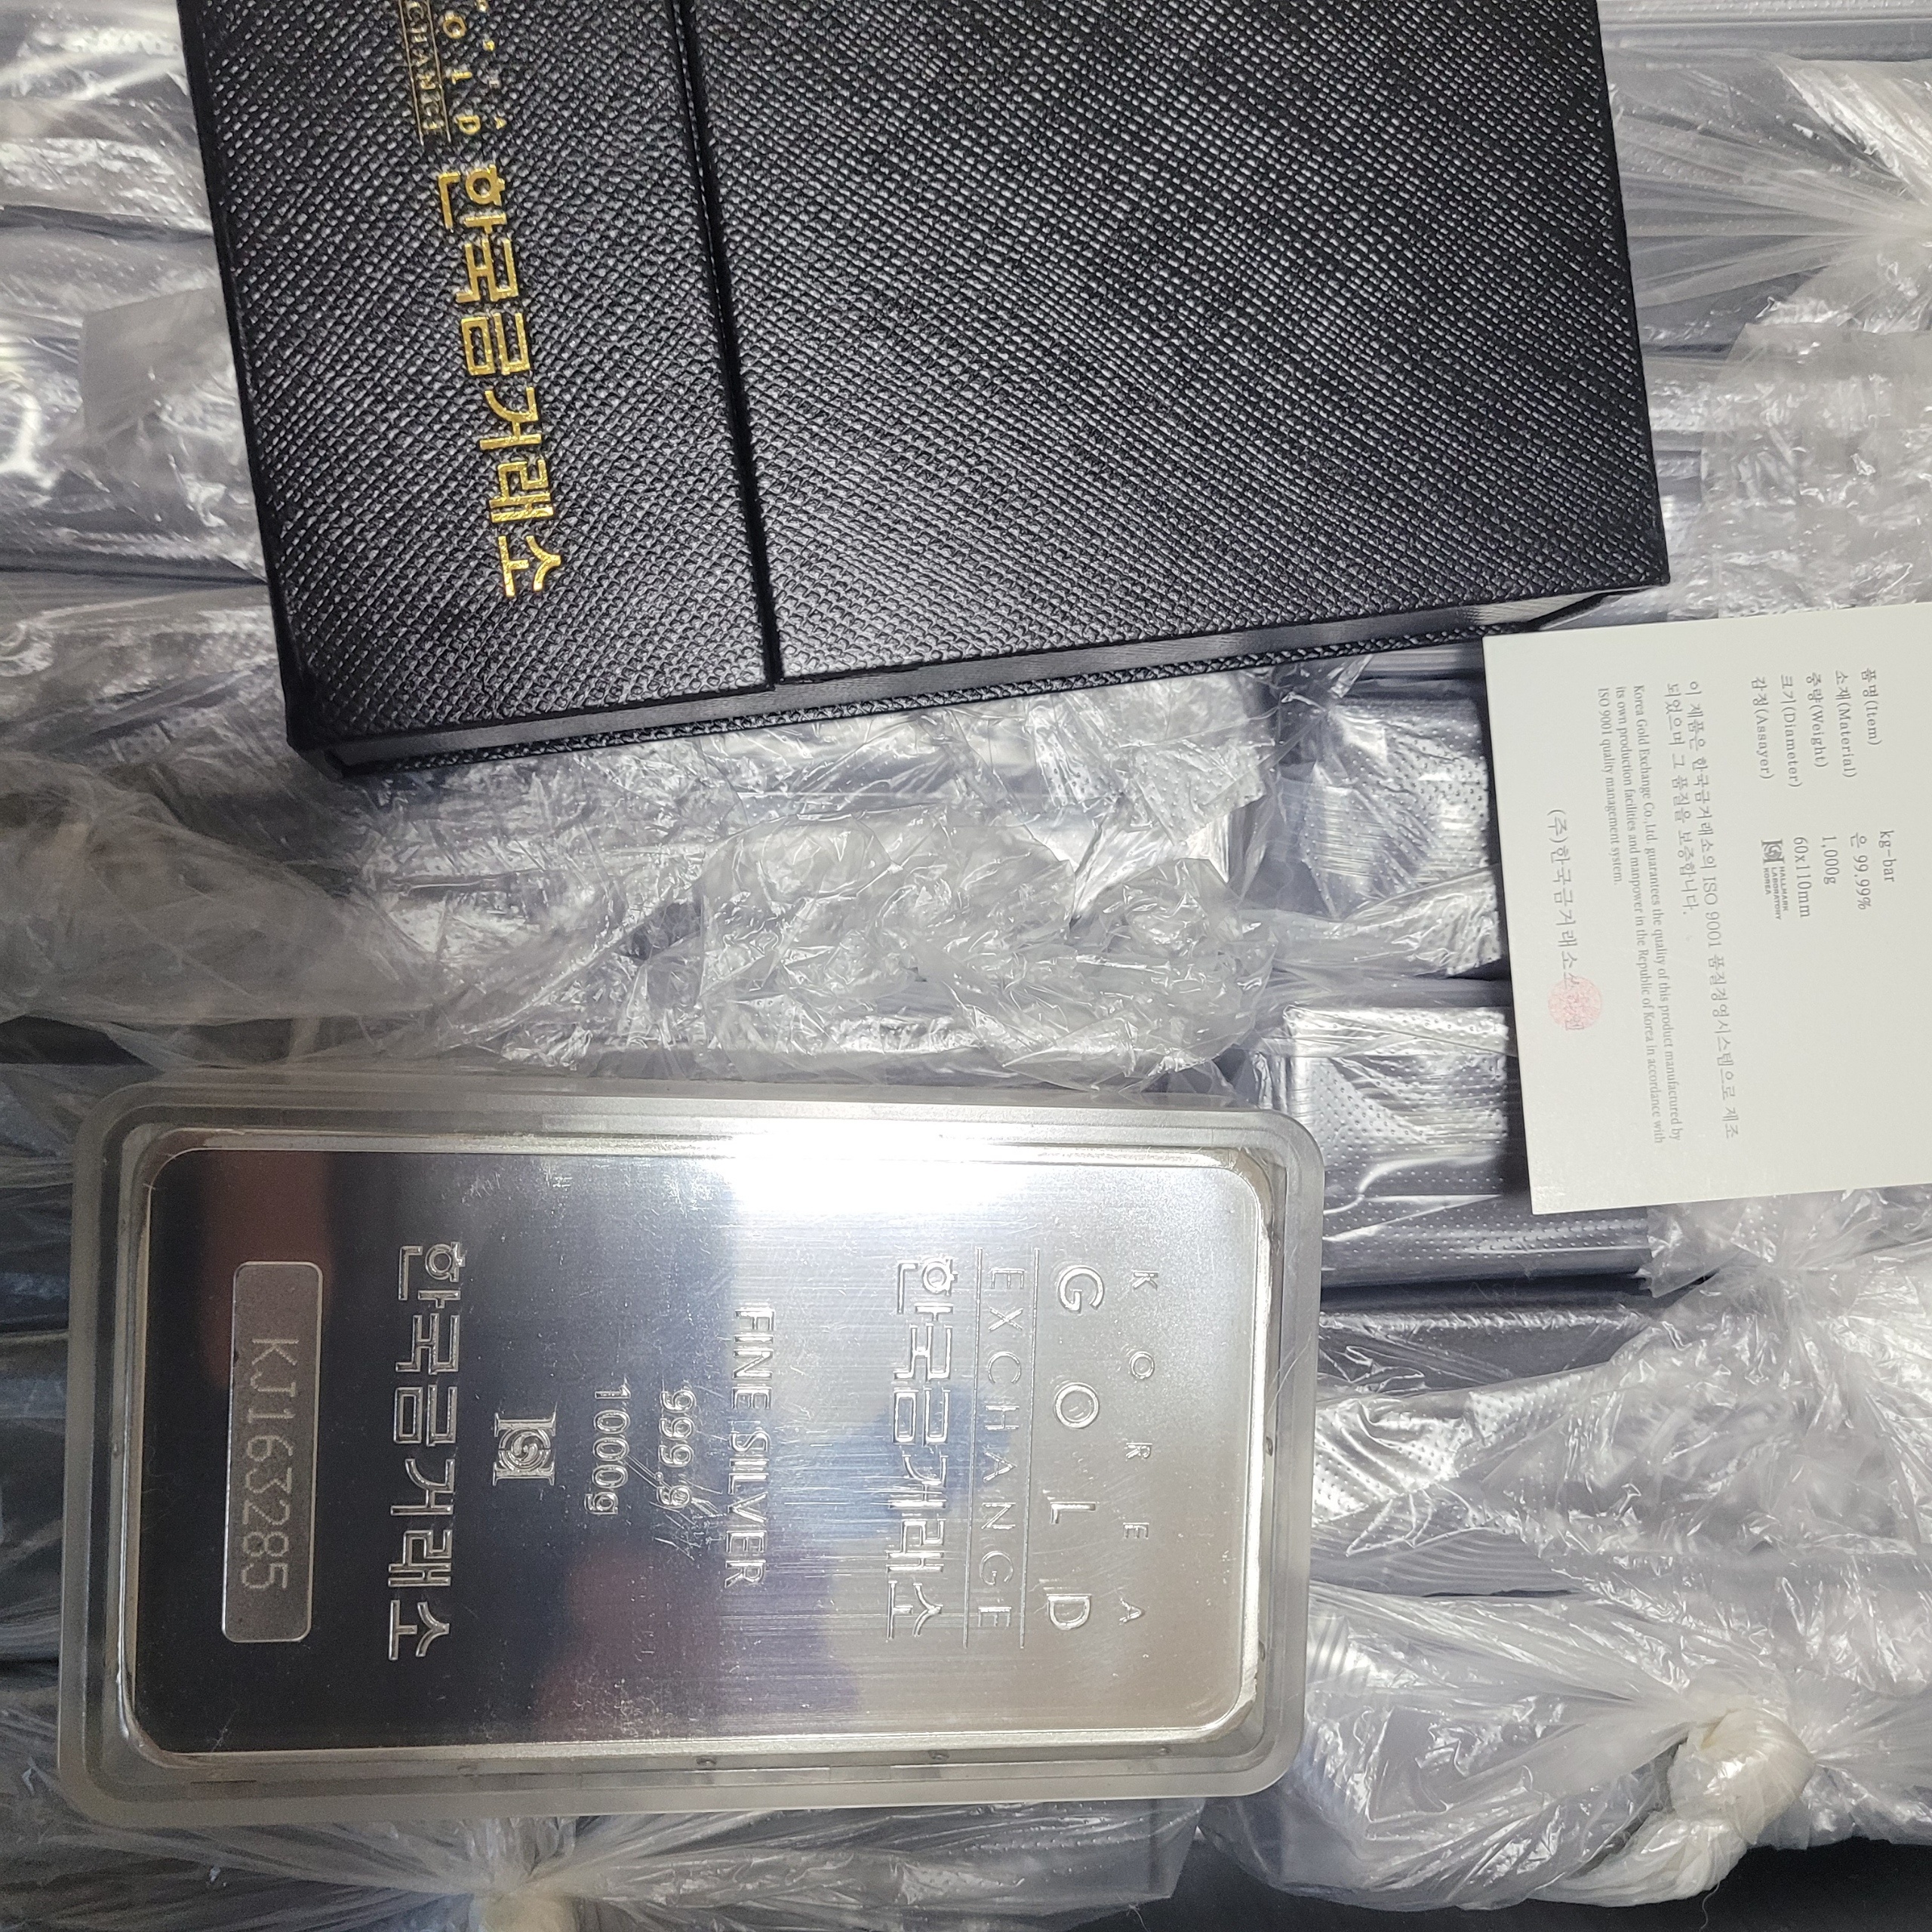 GOLD
한국금거래소
품명(Item) kg-bar
소재(Material) 은 99.99%
중량(Weight) 1,000g
크기(Diameter) 60x110mm
감정(Assayer) HALLMARK
LABORATORY
KOREA
이 제품은 한국금거래소의 ISO 9001 품질경영시스템으로 제조
되었으며 그 품질을 보증합니다.
Korea Gold Exchange Co., Ltd. guarantees the quality of this product manufactured by
its own production facilities and manpower in the Republic of Korea in accordance with
ISO 9001 quality management system.
(주)한국금거래소
KOREA
GOLD
EXCHANGE
한국금거래소
FINE SILVER
999.9
1000g
한국금거래소
KJ163285